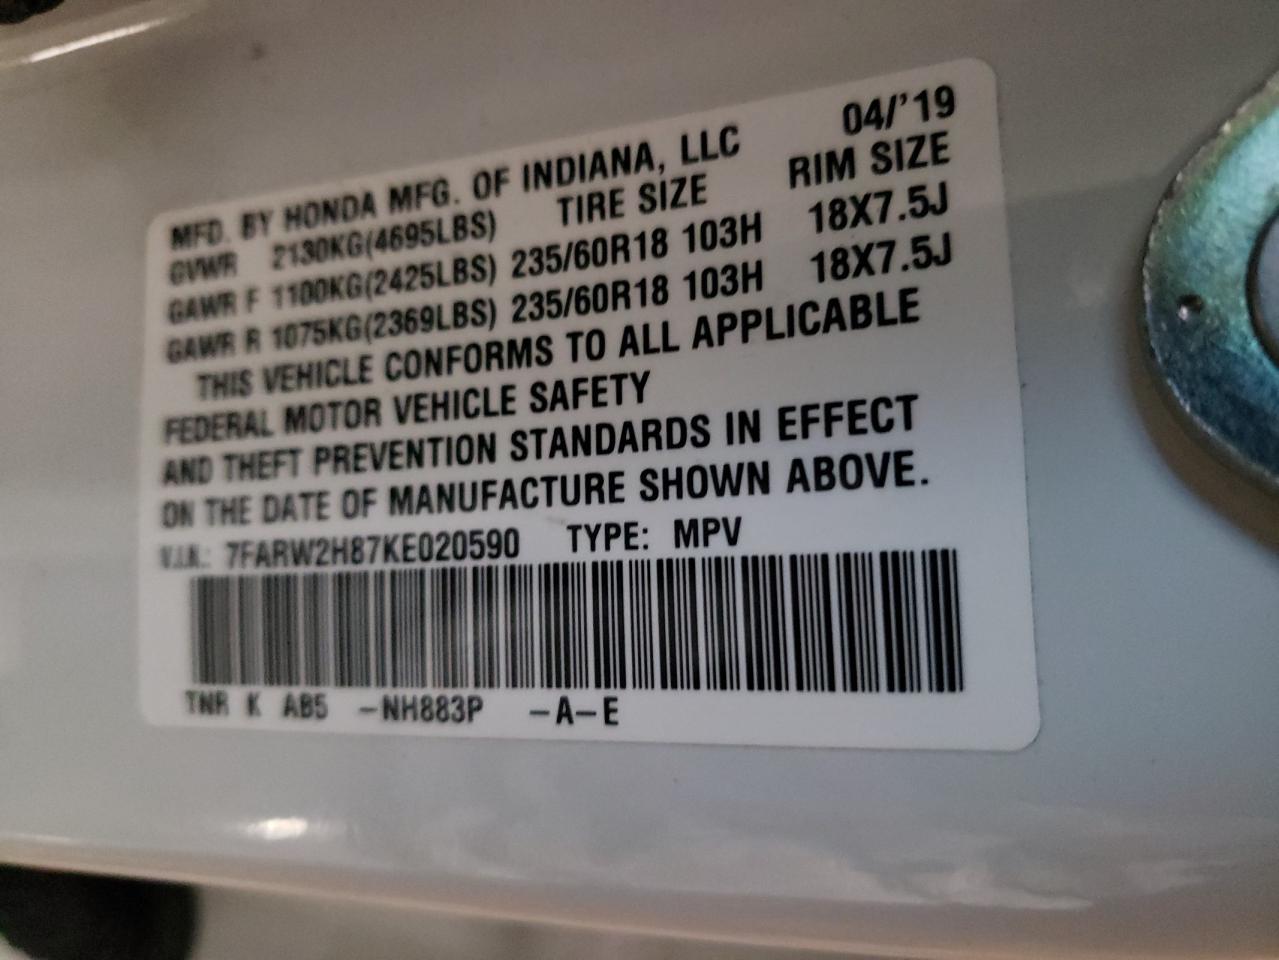 04/'19
MFD. BY HONDA MFG. OF INDIANA, LLC
TIRE SIZE RIM SIZE
GVWR 2130KG(4695LBS)
GAWR F 1100KG(2425LBS) 235/60R18 103H 18X7.5J
GAWR R 1075KG(2369LBS) 235/60R18 103H 18X7.5J
THIS VEHICLE CONFORMS TO ALL APPLICABLE
FEDERAL MOTOR VEHICLE SAFETY
AND THEFT PREVENTION STANDARDS IN EFFECT
ON THE DATE OF MANUFACTURE SHOWN ABOVE.
V.I.N.: 7FARW2H87KE020590 TYPE: MPV
TNR K AB5 -NH883P -A-E